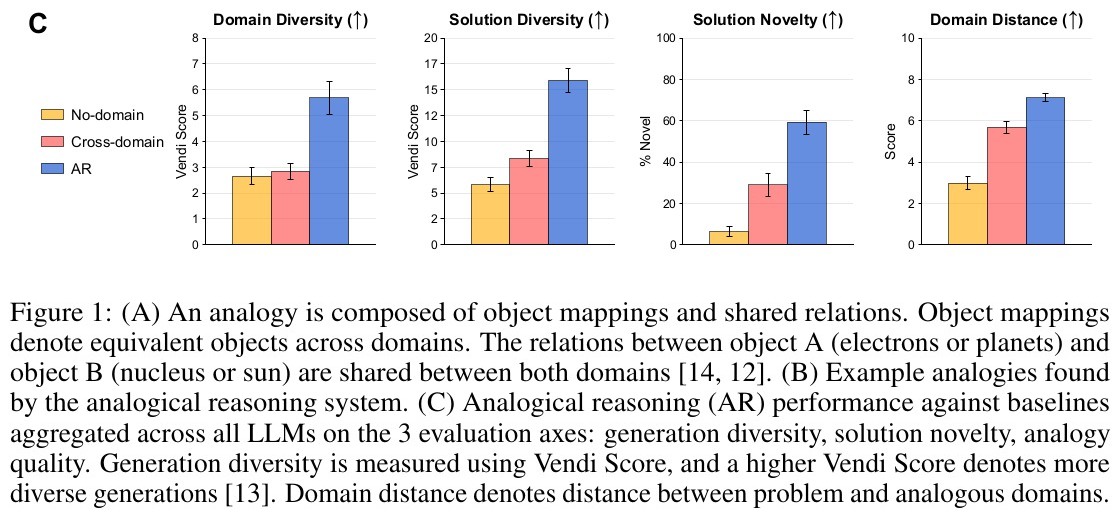 C
Domain Diversity (↑)
Solution Diversity (↑)
Solution Novelty (↑)
Domain Distance (↑)
No-domain
Cross-domain
AR
Vendi Score
8
7
6
5
4
3
2
1
0
Vendi Score
20
17
15
12
10
7
5
2
0
% Novel
100
80
60
40
20
0
Score
10
8
6
4
2
0
Figure 1: (A) An analogy is composed of object mappings and shared relations. Object mappings
denote equivalent objects across domains. The relations between object A (electrons or planets) and
object B (nucleus or sun) are shared between both domains [14, 12]. (B) Example analogies found
by the analogical reasoning system. (C) Analogical reasoning (AR) performance against baselines
aggregated across all LLMs on the 3 evaluation axes: generation diversity, solution novelty, analogy
quality. Generation diversity is measured using Vendi Score, and a higher Vendi Score denotes more
diverse generations [13]. Domain distance denotes distance between problem and analogous domains.